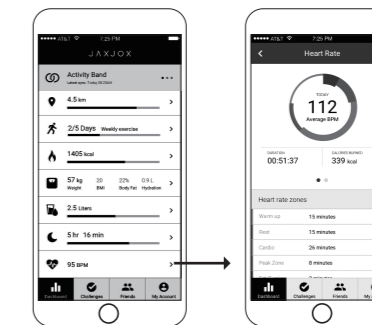 AT&T 7:25 PM
JAXJOX
Activity Band
4.5 km
2/5 Days Weekly exercise
1405 kcal
57 kg 20 22% 0.9 L
Weight BMI Body Fat Hydration
2.5 Liters
5 hr 16 min
95 BPM
Dashboard Challenges Friends My Account
AT&T 7:25 PM
Heart Rate
TODAY
112
Average BPM
DURATION CALORIES BURNED
00:51:37 339 kcal
Heart rate zones
Warm up 15 minutes
Rest 15 minutes
Cardio 26 minutes
Peak Zone 8 minutes
Dashboard Challenges Friends